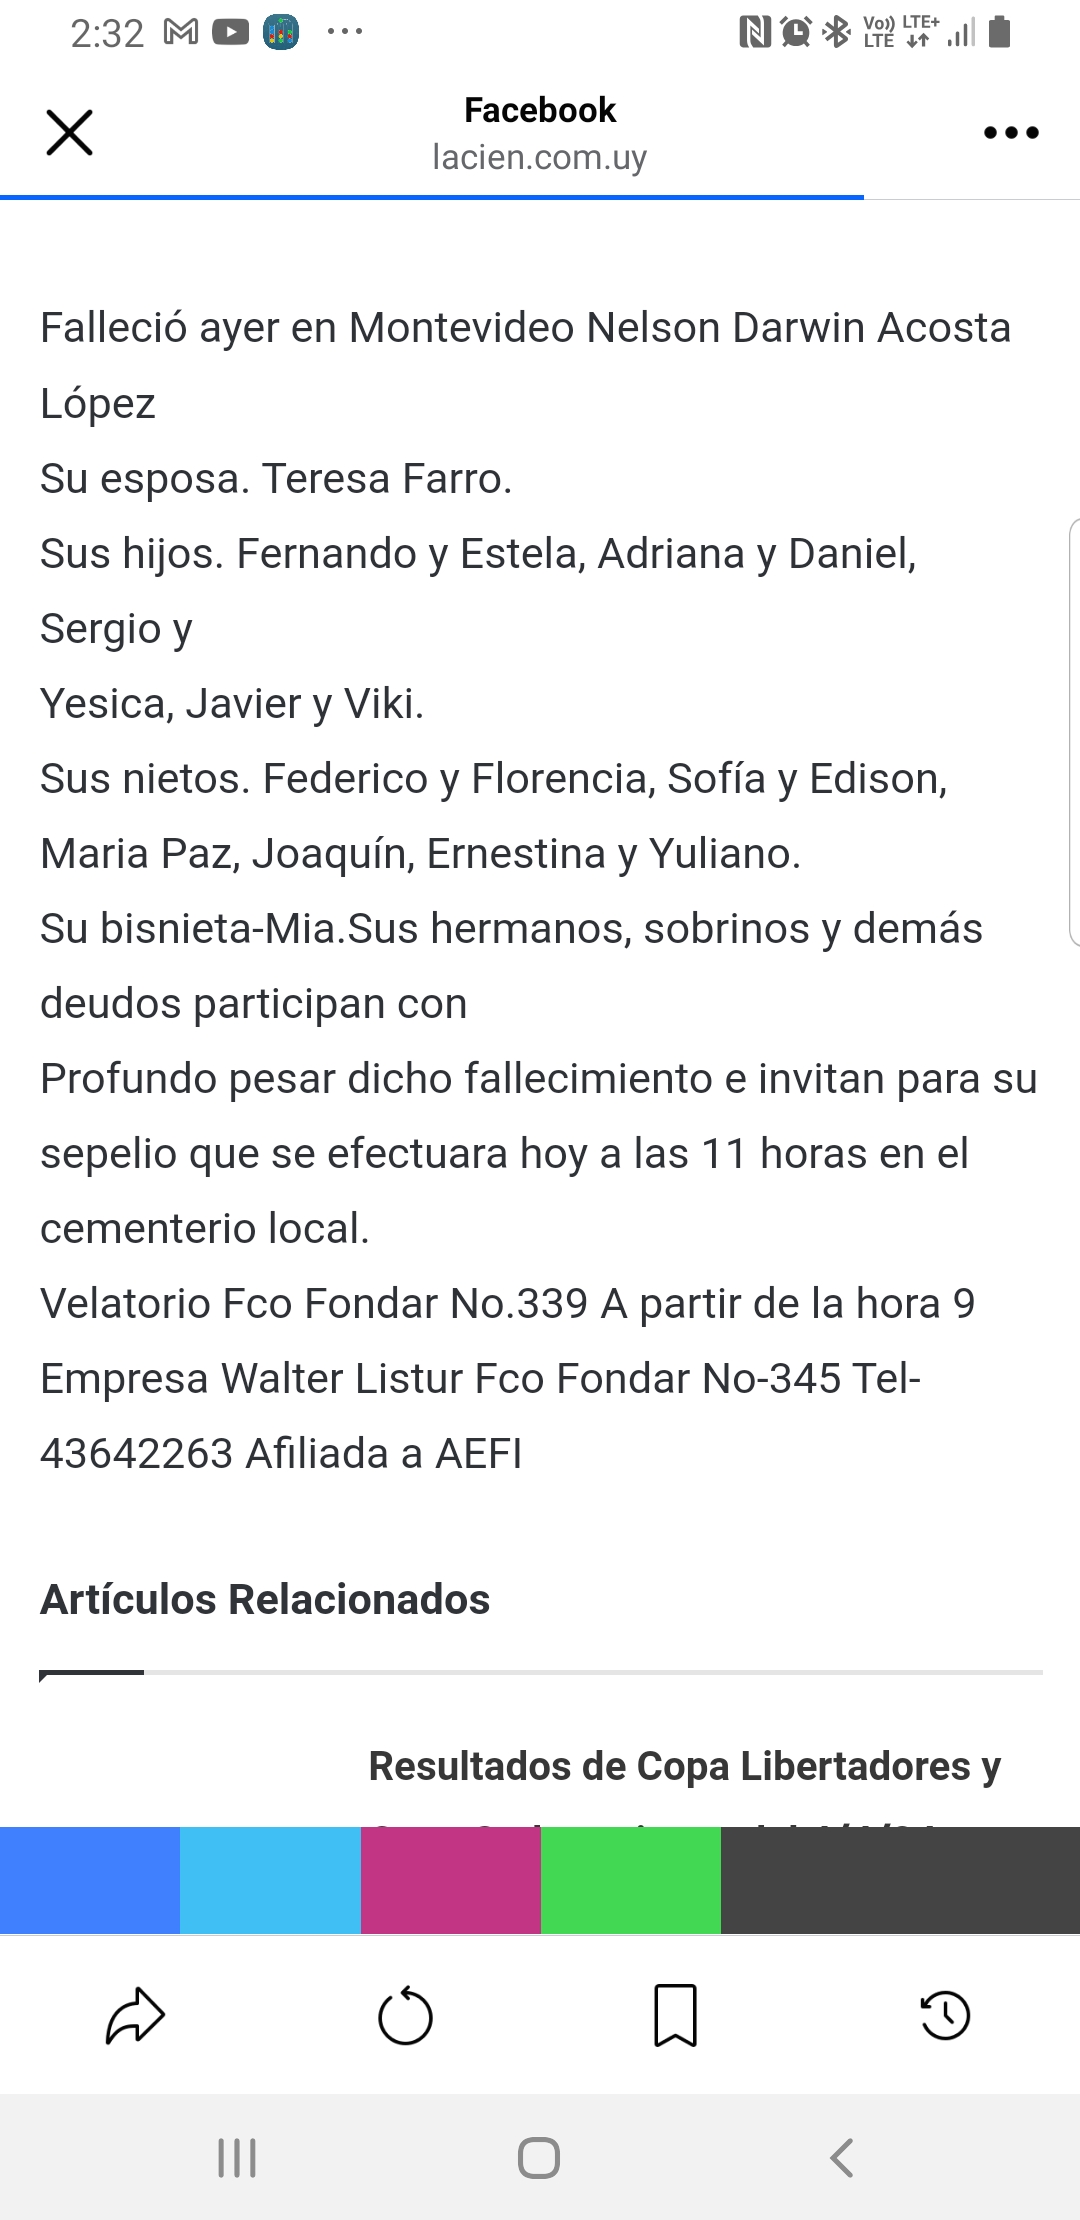 2:32
Vo)) LTE+
LTE
Facebook
lacien.com.uy
Falleció ayer en Montevideo Nelson Darwin Acosta
López
Su esposa. Teresa Farro.
Sus hijos. Fernando y Estela, Adriana y Daniel,
Sergio y
Yesica, Javier y Viki.
Sus nietos. Federico y Florencia, Sofía y Edison,
Maria Paz, Joaquín, Ernestina y Yuliano.
Su bisnieta-Mia.Sus hermanos, sobrinos y demás
deudos participan con
Profundo pesar dicho fallecimiento e invitan para su
sepelio que se efectuara hoy a las 11 horas en el
cementerio local.
Velatorio Fco Fondar No.339 A partir de la hora 9
Empresa Walter Listur Fco Fondar No-345 Tel-
43642263 Afiliada a AEFI
Artículos Relacionados
Resultados de Copa Libertadores y